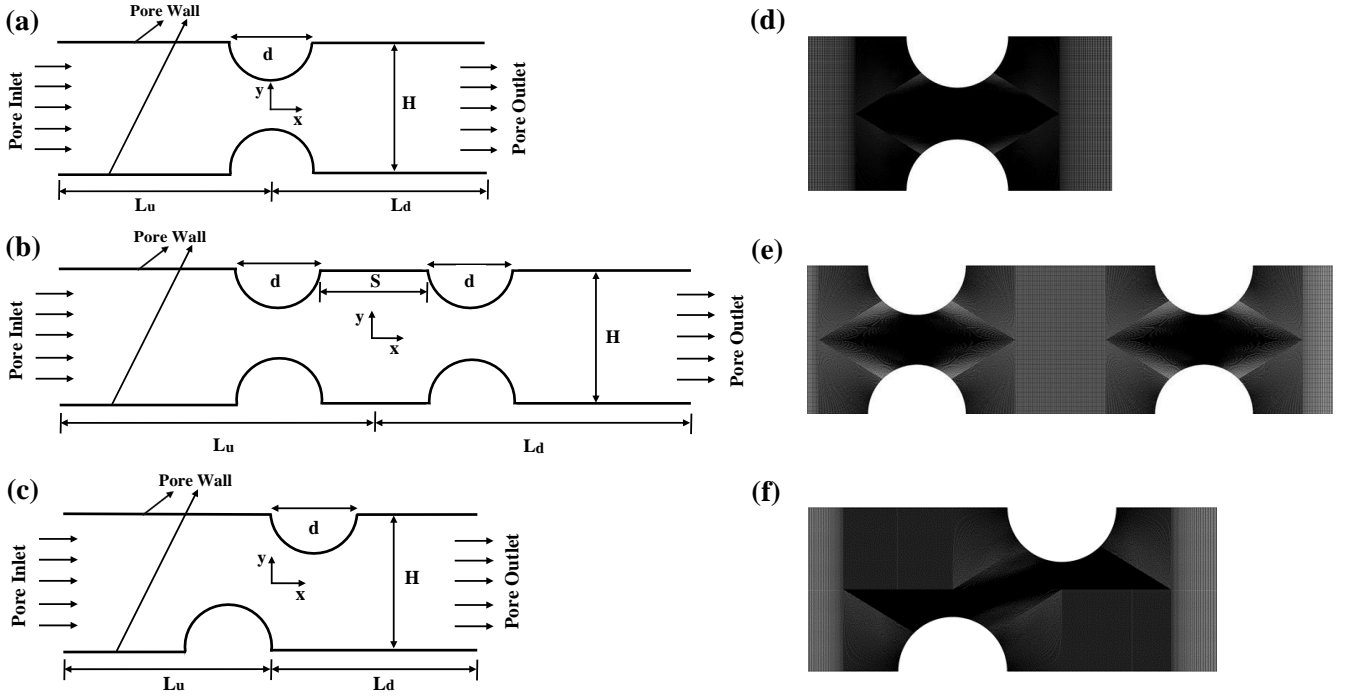 (a)
Pore Wall
d
Pore Inlet
y
x
H
Pore Outlet
Lu
Ld
(b)
Pore Wall
d
S
d
Pore Inlet
y
x
H
Pore Outlet
Lu
Ld
(c)
Pore Wall
d
Pore Inlet
y
x
H
Pore Outlet
Lu
Ld
(d)
(e)
(f)